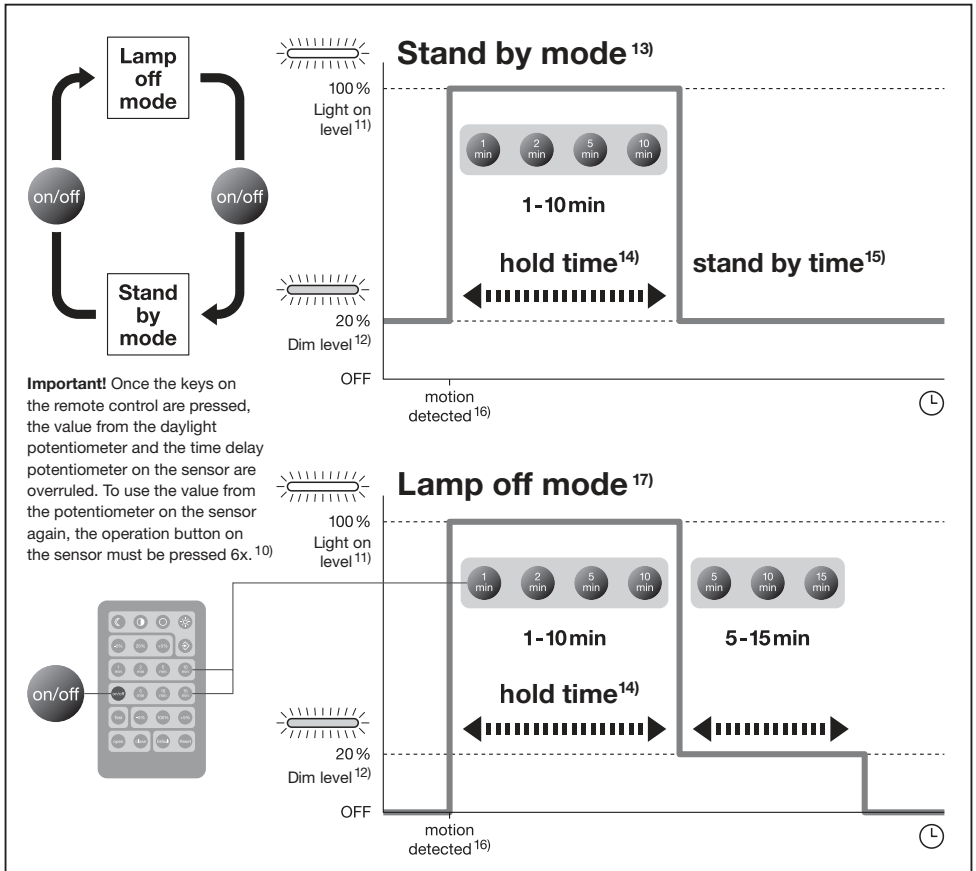 Lamp
off
mode
on/off
on/off
Stand
by
mode
Important! Once the keys on
the remote control are pressed,
the value from the daylight
potentiometer and the time delay
potentiometer on the sensor are
overruled. To use the value from
the potentiometer on the sensor
again, the operation button on
the sensor must be pressed 6x. 10)
on/off
on/off
Stand by mode 13)
100 %
Light on
level 11)
1 min
2 min
5 min
10 min
1-10 min
hold time 14)
stand by time 15)
20 %
Dim level 12)
OFF
motion
detected 16)
Lamp off mode 17)
100 %
Light on
level 11)
1 min
2 min
5 min
10 min
5 min
10 min
15 min
1-10 min
5-15 min
hold time 14)
20 %
Dim level 12)
OFF
motion
detected 16)